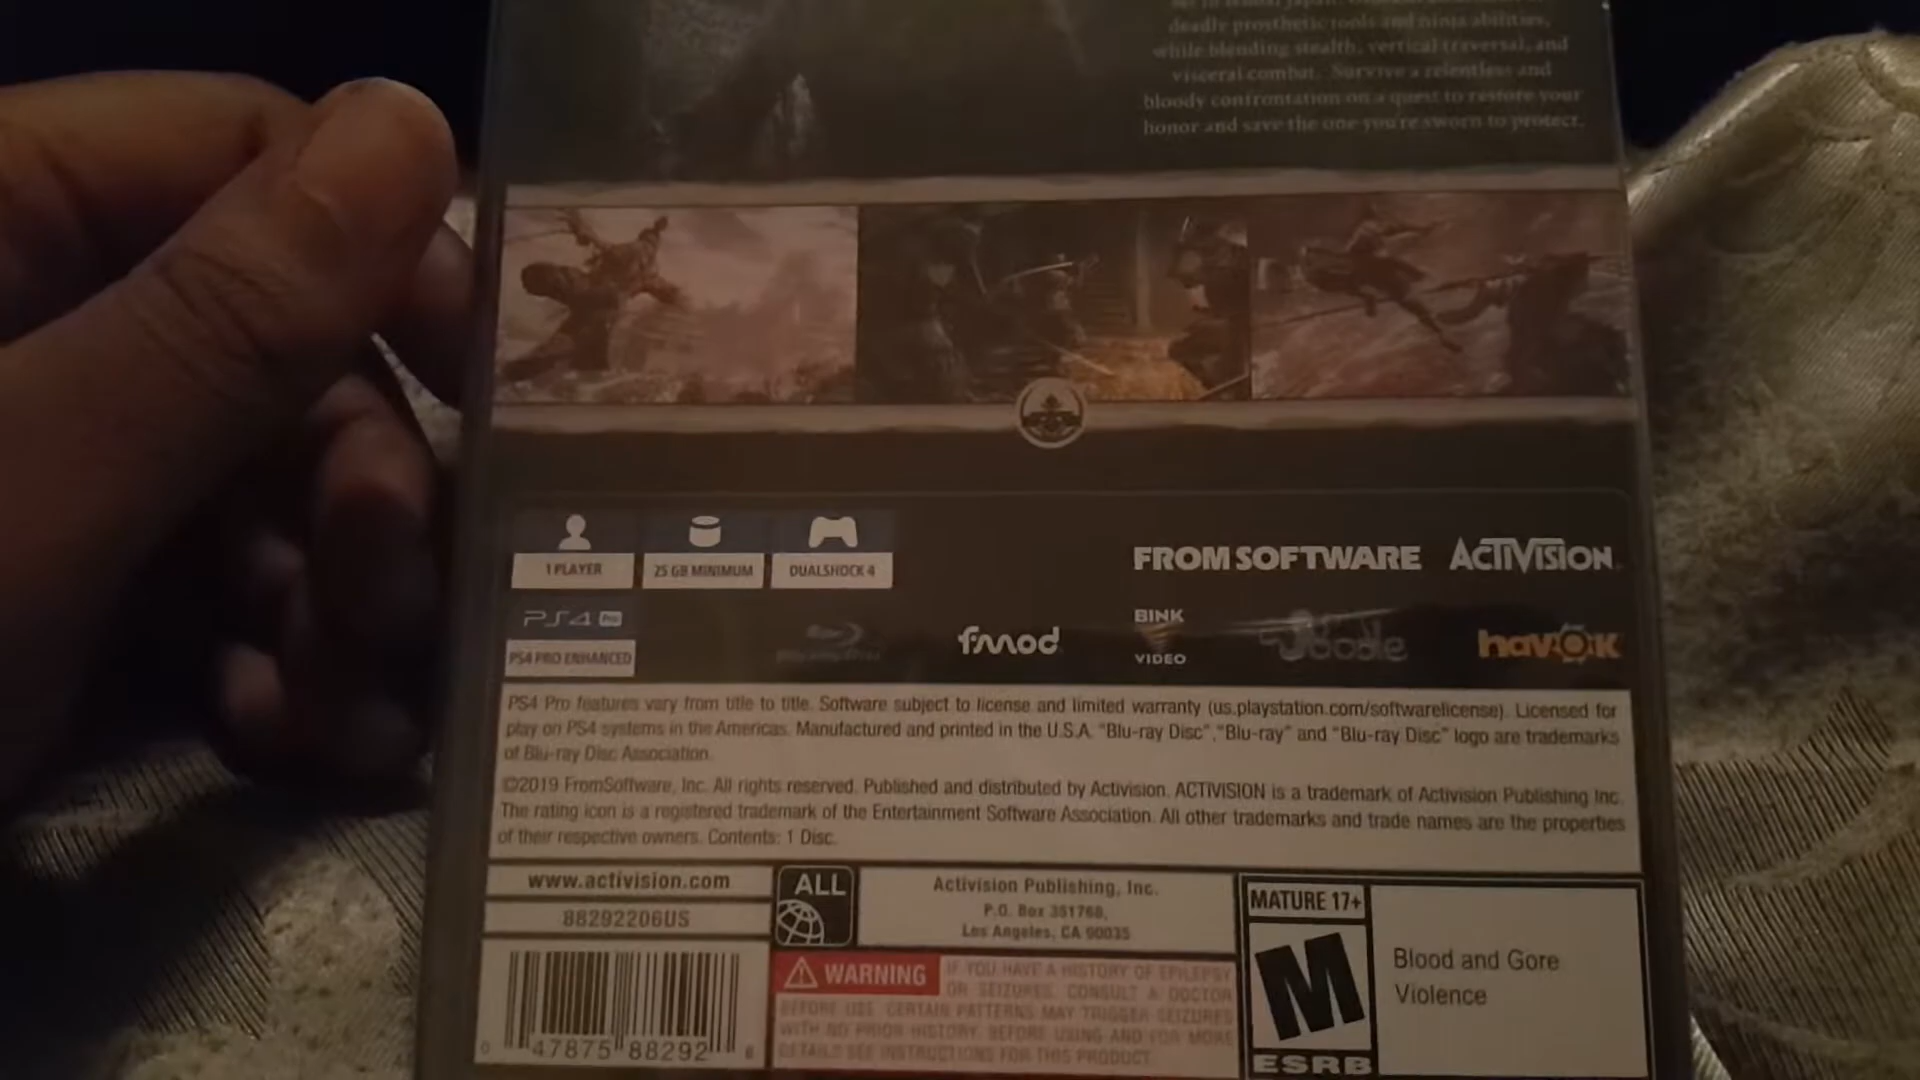 deadly prosthetic tools and ninja abilities,
while blending stealth, vertical traversal, and
visceral combat. Survive a relentless and
bloody confrontation on a quest to restore your
honor and save the one you're sworn to protect.
1 PLAYER
25 GB MINIMUM
DUALSHOCK 4
FROMSOFTWARE
ACTIVISION
PS4 Pro
PS4 PRO ENHANCED
fmod
BINK
VIDEO
Oodle
havok
PS4 Pro features vary from title to title. Software subject to license and limited warranty (us.playstation.com/softwarelicense). Licensed for
play on PS4 systems in the Americas. Manufactured and printed in the U.S.A. "Blu-ray Disc", "Blu-ray" and "Blu-ray Disc" logo are trademarks
of Blu-ray Disc Association.
©2019 FromSoftware, Inc. All rights reserved. Published and distributed by Activision. ACTIVISION is a trademark of Activision Publishing Inc.
The rating icon is a registered trademark of the Entertainment Software Association. All other trademarks and trade names are the properties
of their respective owners. Contents: 1 Disc.
www.activision.com
88292206US
ALL
Activision Publishing, Inc.
P.O. Box 351768,
Los Angeles, CA 90035
WARNING
IF YOU HAVE A HISTORY OF EPILEPSY
OR SEIZURES, CONSULT A DOCTOR
BEFORE USE. CERTAIN PATTERNS MAY TRIGGER SEIZURES
WITH NO PRIOR HISTORY. BEFORE USING AND FOR MORE
DETAILS SEE INSTRUCTIONS FOR THIS PRODUCT.
0 47875 88292
MATURE 17+
M
ESRB
Blood and Gore
Violence